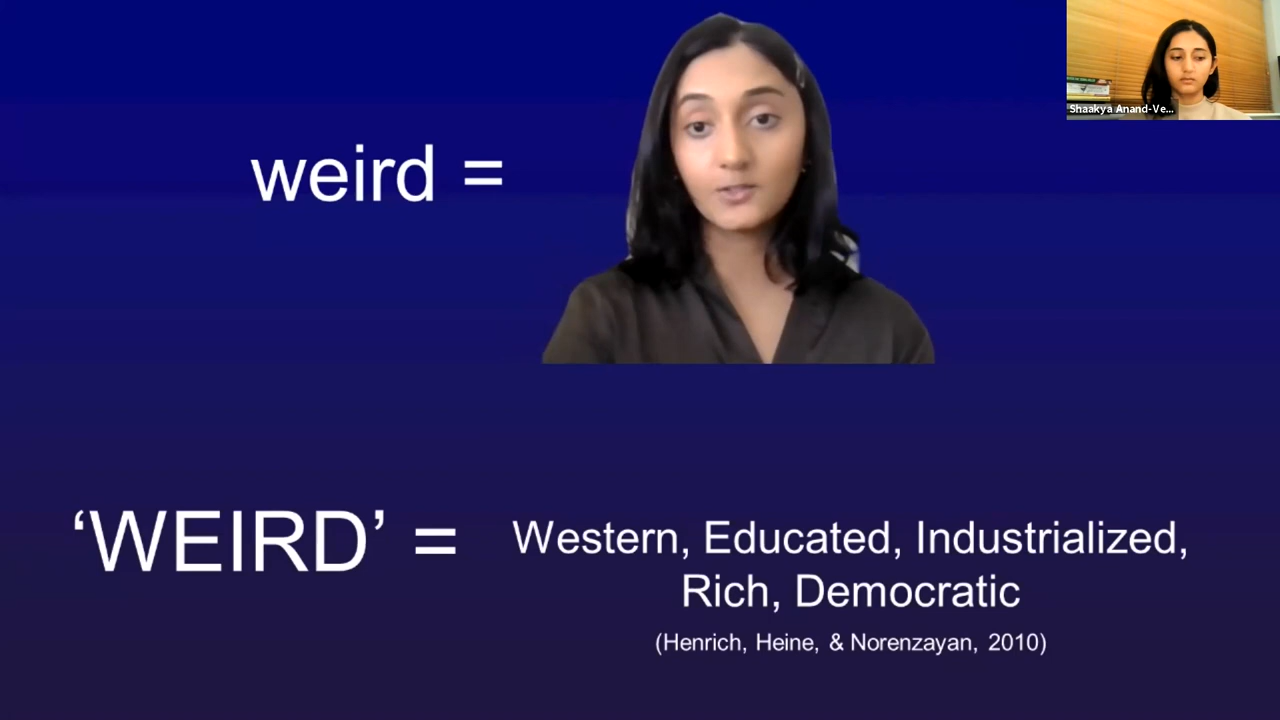 weird =
Shaakya Anand-Ve...
‘WEIRD’ =
Western, Educated, Industrialized,
Rich, Democratic
(Henrich, Heine, & Norenzayan, 2010)